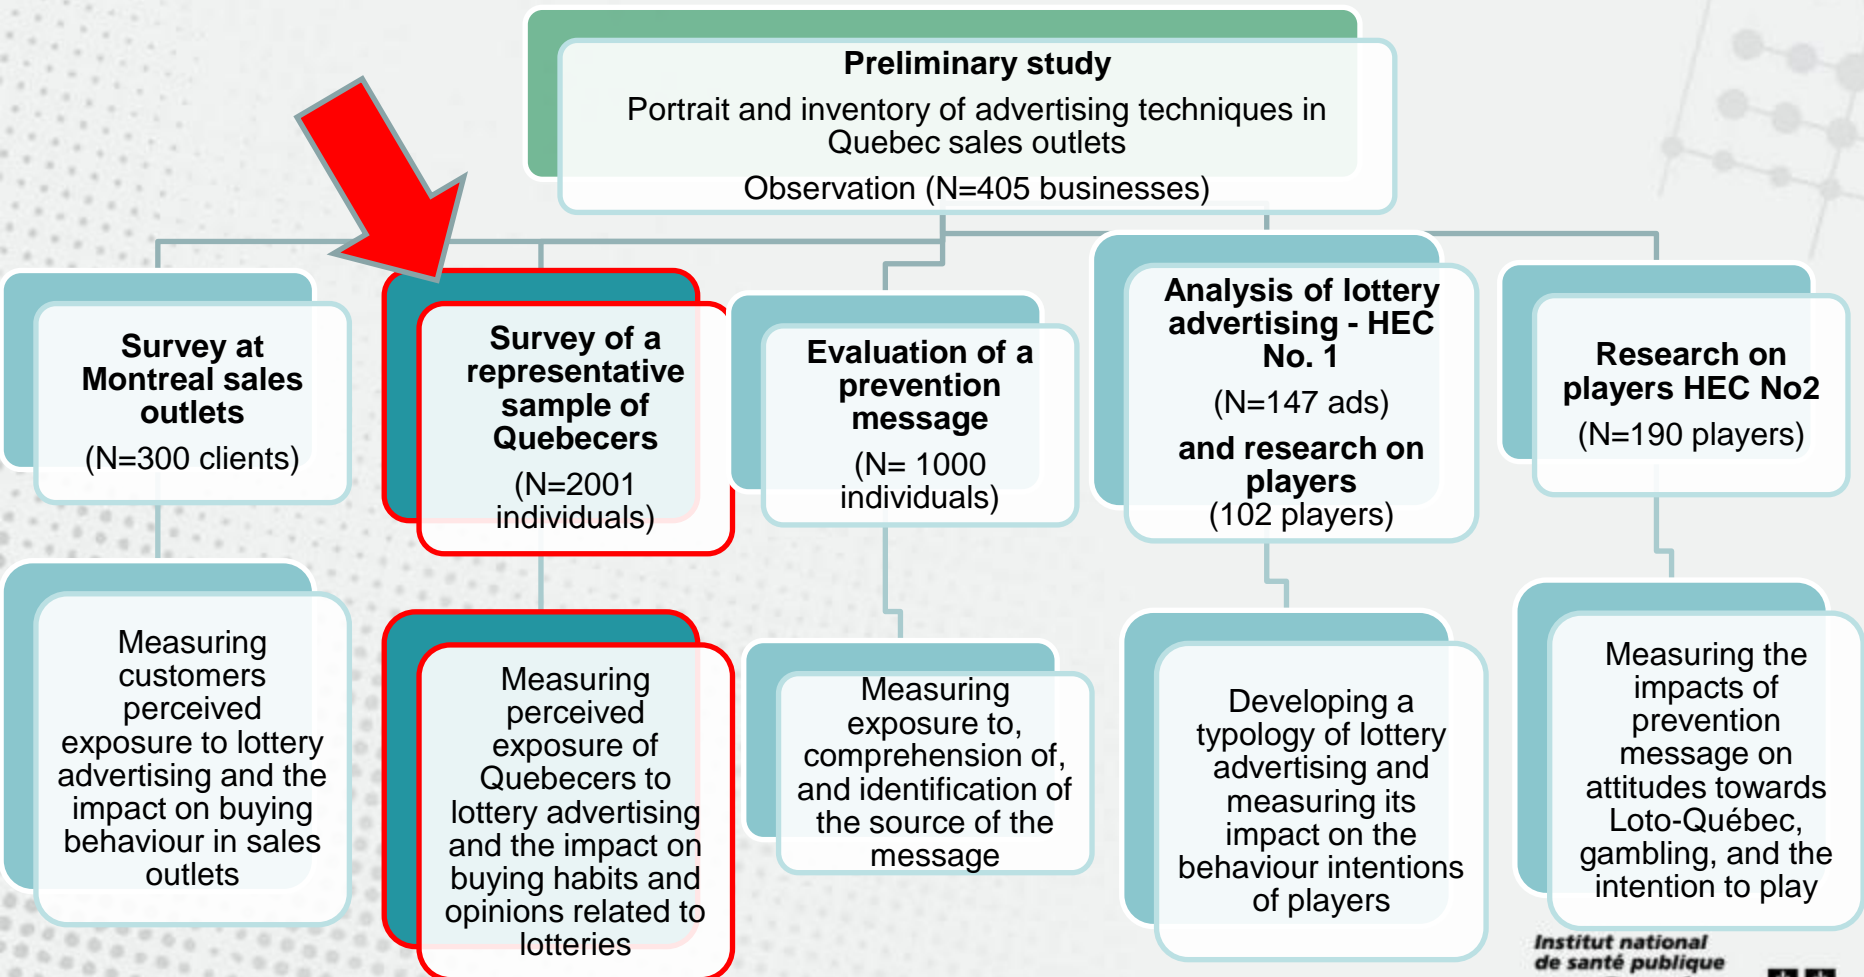 Preliminary study
Portrait and inventory of advertising techniques in
Quebec sales outlets
Observation (N=405 businesses)
Survey at
Montreal sales
outlets
(N=300 clients)
Survey of a
representative
sample of
Quebecers
(N=2001
individuals)
Evaluation of a
prevention
message
(N= 1000
individuals)
Analysis of lottery
advertising - HEC
No. 1
(N=147 ads)
and research on
players
(102 players)
Research on
players HEC No2
(N=190 players)
Measuring
customers
perceived
exposure to lottery
advertising and the
impact on buying
behaviour in sales
outlets
Measuring
perceived
exposure of
Quebecers to
lottery advertising
and the impact on
buying habits and
opinions related to
lotteries
Measuring
exposure to,
comprehension of,
and identification of
the source of the
message
Developing a
typology of lottery
advertising and
measuring its
impact on the
behaviour intentions
of players
Measuring the
impacts of
prevention
message on
attitudes towards
Loto-Québec,
gambling, and the
intention to play
Institut national
de santé publique